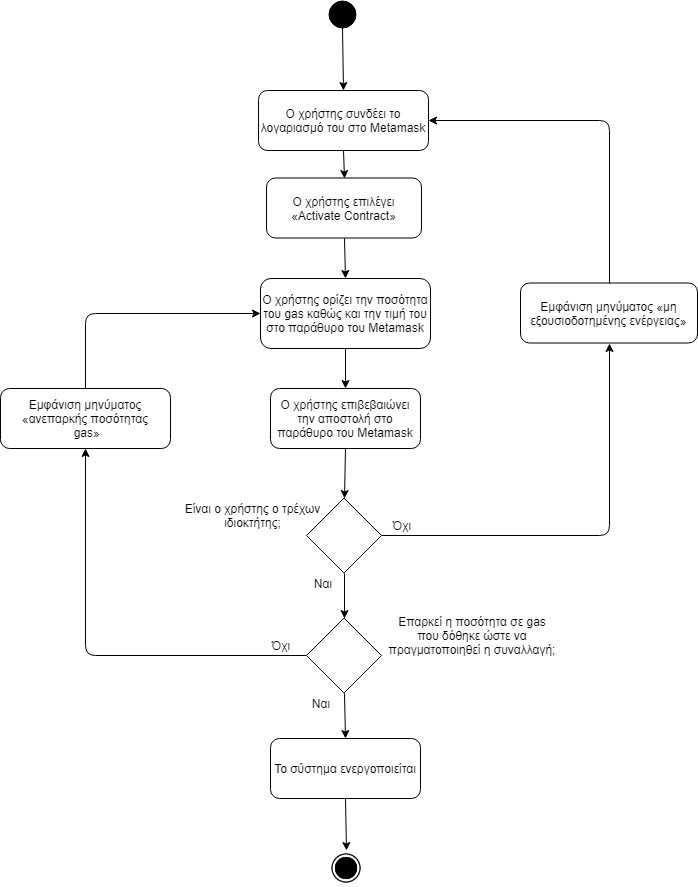 Ο χρήστης συνδέει το
λογαριασμό του στο Metamask
Ο χρήστης επιλέγει
«Activate Contract»
Ο χρήστης ορίζει την ποσότητα
του gas καθώς και την τιμή του
στο παράθυρο του Metamask
Εμφάνιση μηνύματος «μη
εξουσιοδοτημένης ενέργειας»
Εμφάνιση μηνύματος
«ανεπαρκής ποσότητας
gas»
Ο χρήστης επιβεβαιώνει
την αποστολή στο
παράθυρο του Metamask
Είναι ο χρήστης ο τρέχων
ιδιοκτήτης;
Όχι
Ναι
Επαρκεί η ποσότητα σε gas
που δόθηκε ώστε να
πραγματοποιηθεί η συναλλαγή;
Όχι
Ναι
Το σύστημα ενεργοποιείται